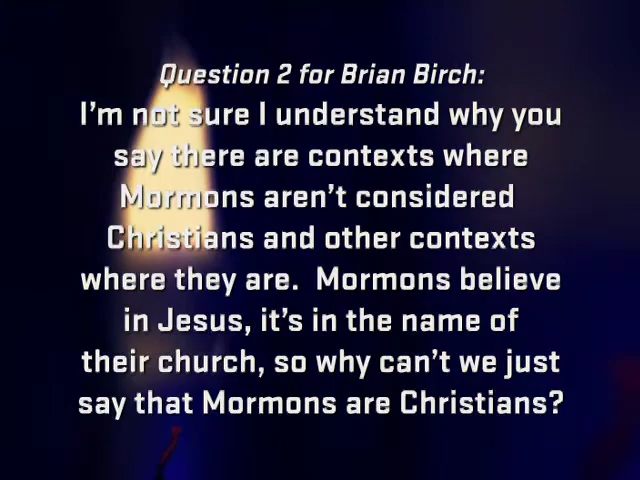 Question 2 for Brian Birch:
I'm not sure I understand why you
say there are contexts where
Mormons aren't considered
Christians and other contexts
where they are.  Mormons believe
in Jesus, it's in the name of
their church, so why can't we just
say that Mormons are Christians?